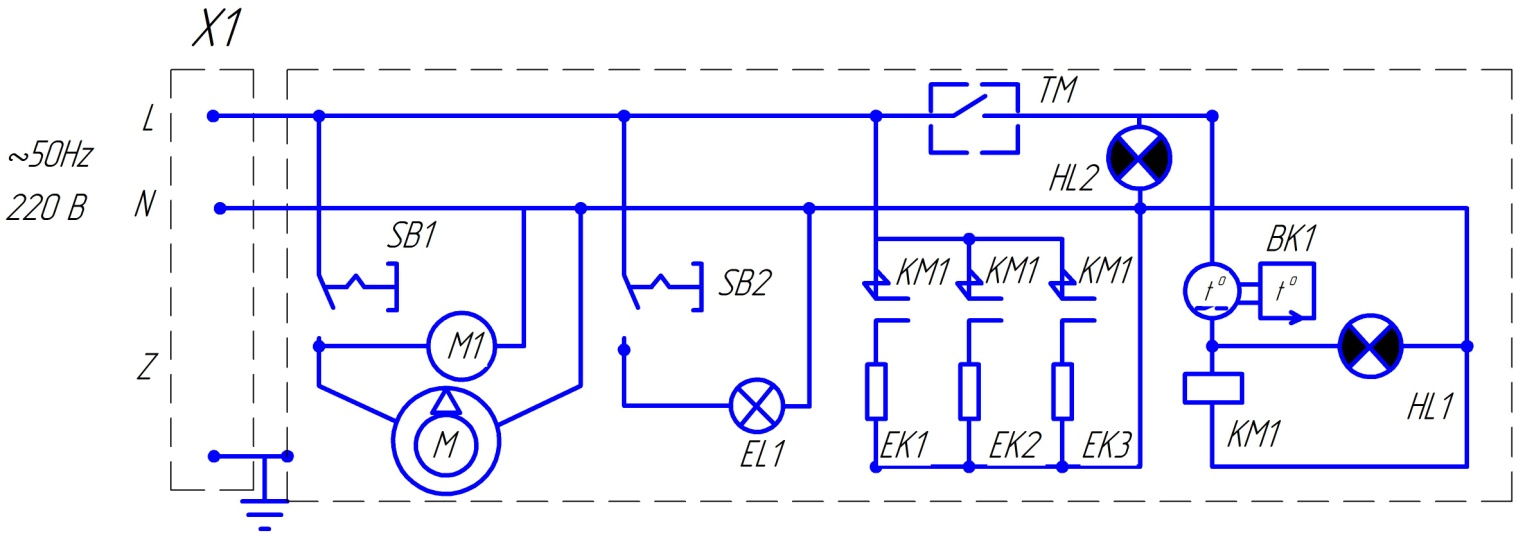 X1
L
TM
~50Hz
HL2
220 В
N
SB1
BK1
SB2
KM1
KM1
KM1
t°
t°
M1
Z
HL1
M
EL1
EK1
EK2
EK3
KM1